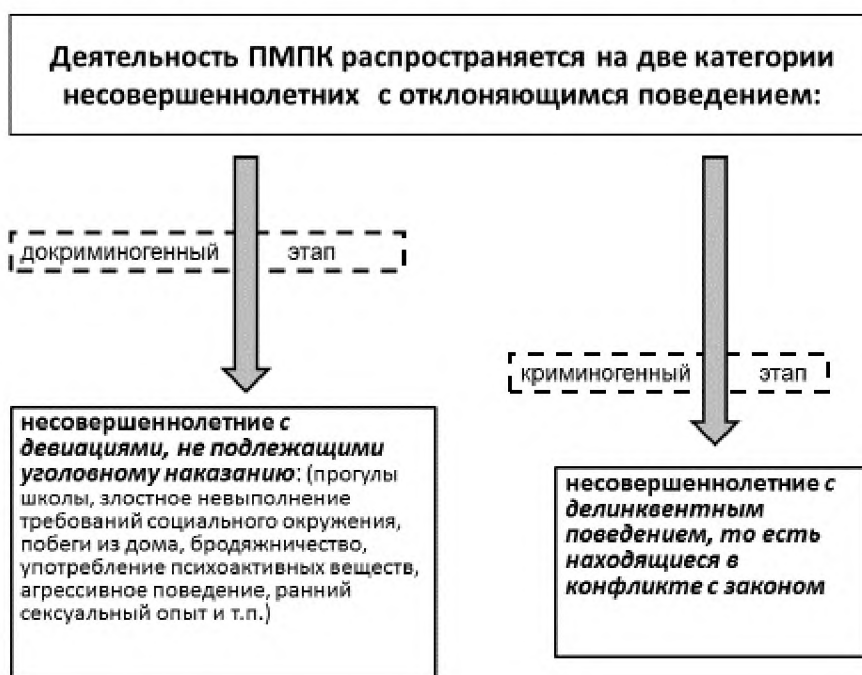 Деятельность ПМПК распространяется на две категории
несовершеннолетних с отклоняющимся поведением:
докриминогенный этап
криминогенный этап
несовершеннолетние с
девиациями, не подлежащими
уголовному наказанию: (прогулы
школы, злостное невыполнение
требований социального окружения,
побеги из дома, бродяжничество,
употребление психоактивных веществ,
агрессивное поведение, ранний
сексуальный опыт и т.п.)
несовершеннолетние с
делинквентным
поведением, то есть
находящиеся в
конфликте с законом